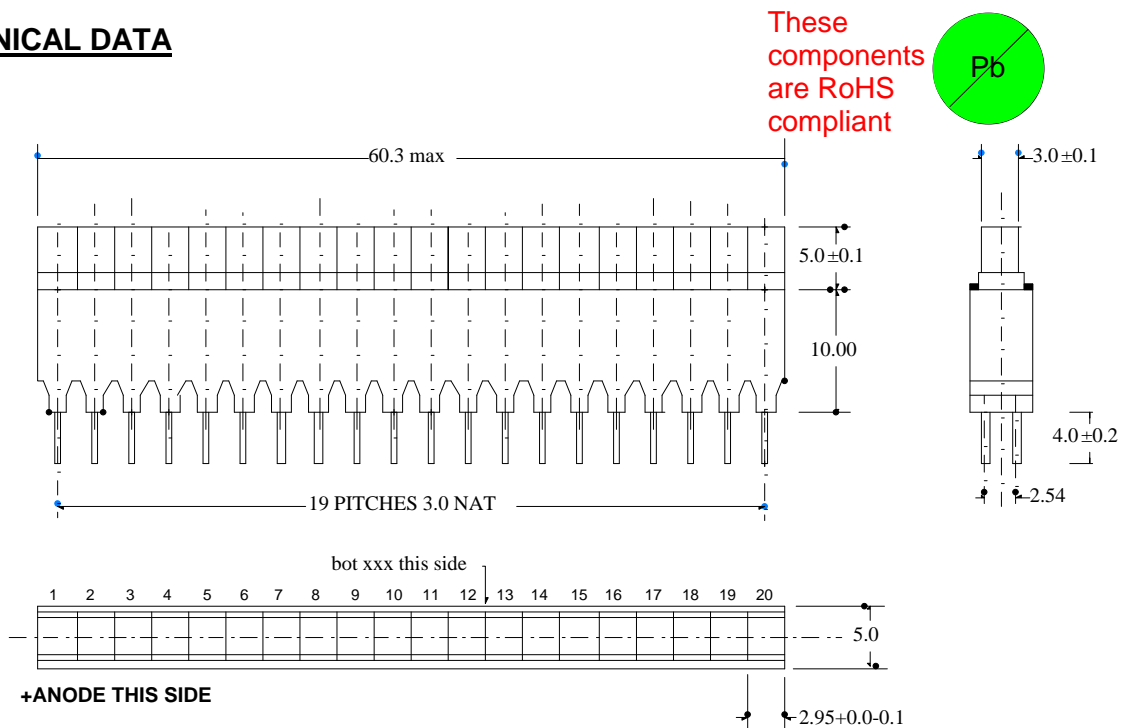 NICAL DATA
These
components
are RoHS
compliant
Pb
60.3 max
3.0 ±0.1
5.0 ±0.1
10.00
4.0 ±0.2
2.54
19 PITCHES 3.0 NAT
bot xxx this side
1 2 3 4 5 6 7 8 9 10 11 12 13 14 15 16 17 18 19 20
5.0
+ANODE THIS SIDE
2.95+0.0-0.1